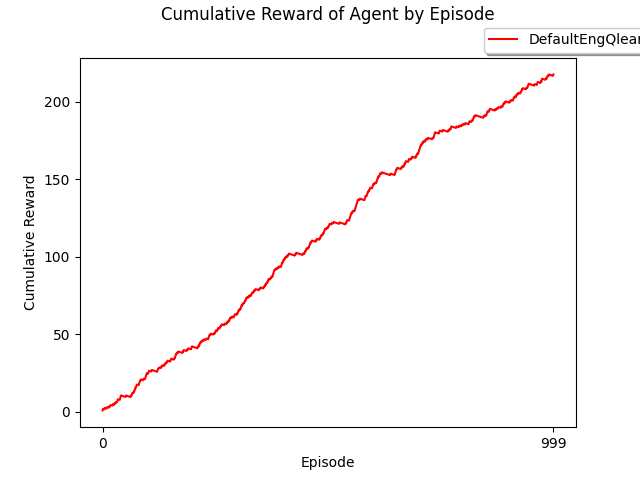 Cumulative Reward of Agent by Episode
DefaultEngQlear
200
150
100
50
0
Cumulative Reward
0 999
Episode